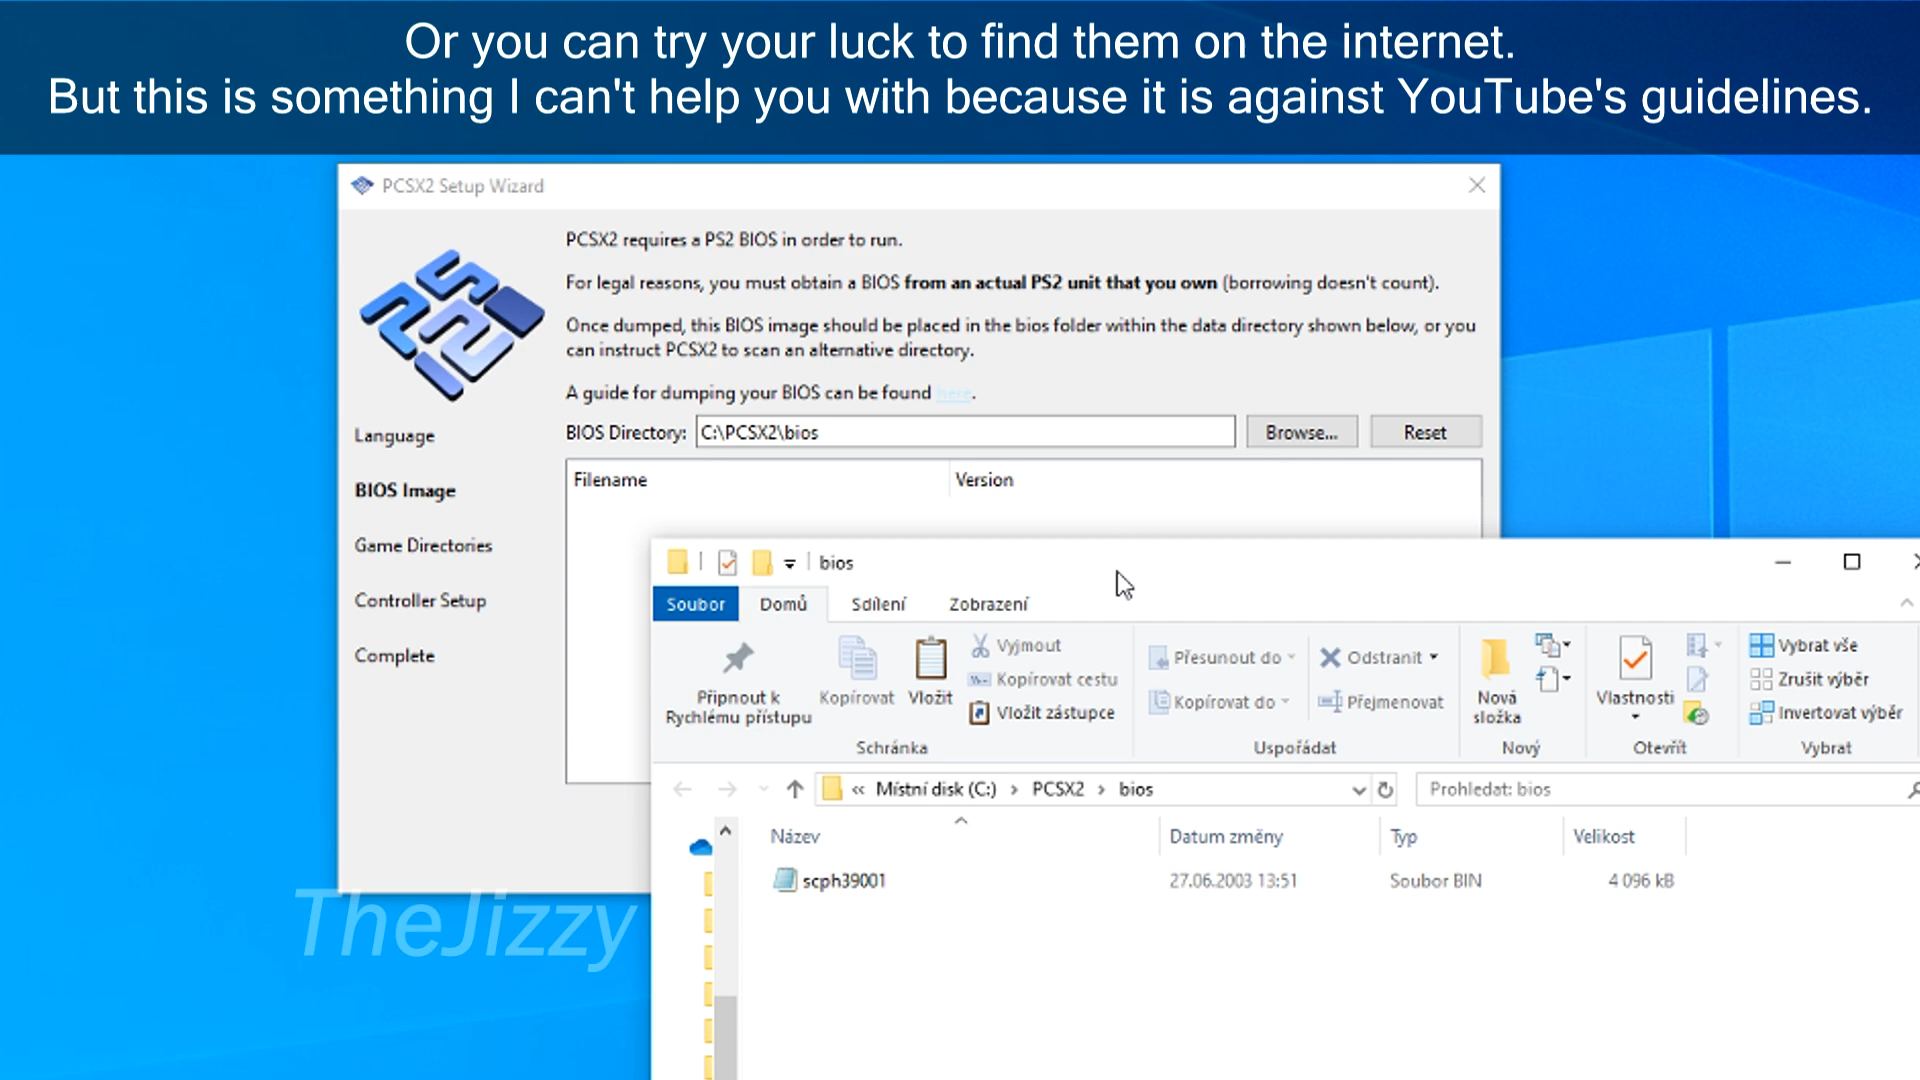 Or you can try your luck to find them on the internet.
But this is something I can't help you with because it is against YouTube's guidelines.
PCSX2 Setup Wizard
PCSX2 requires a PS2 BIOS in order to run.
For legal reasons, you must obtain a BIOS from an actual PS2 unit that you own (borrowing doesn't count).
Once dumped, this BIOS image should be placed in the bios folder within the data directory shown below, or you
can instruct PCSX2 to scan an alternative directory.
A guide for dumping your BIOS can be found here.
BIOS Directory: C:\PCSX2\bios Browse... Reset
Filename Version
Language
BIOS Image
Game Directories
Controller Setup
Complete
bios
Soubor Domů Sdílení Zobrazení
Připnout k
Rychlému přístupu
Kopírovat
Vložit
Vyjmout
Kopírovat cestu
Vložit zástupce
Schránka
Přesunout do
Kopírovat do
Odstranit
Přejmenovat
Uspořádat
Nová
složka
Nový
Vlastnosti
Otevřít
Vybrat vše
Zrušit výběr
Invertovat výběr
Vybrat
« Místní disk (C:) › PCSX2 › bios
Prohledat: bios
Název Datum změny Typ Velikost
scph39001 27.06.2003 13:51 Soubor BIN 4 096 kB
TheJizzy